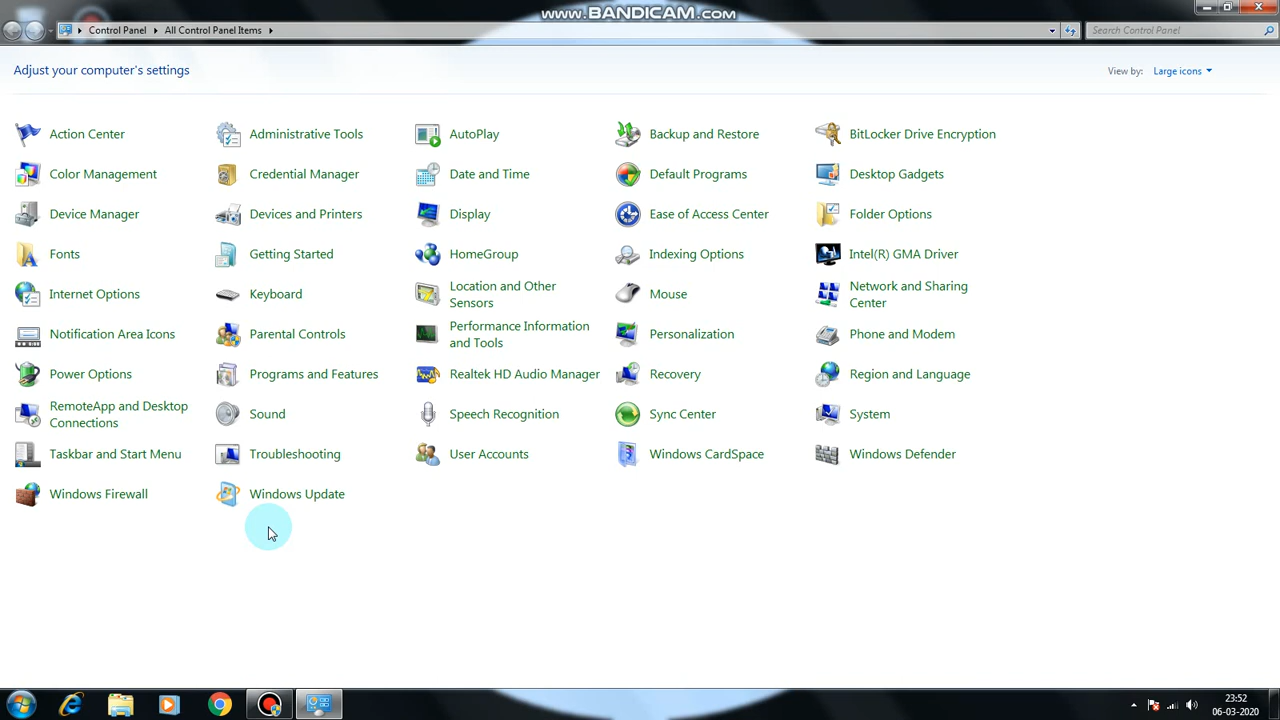 www.BANDICAM.com
Control Panel All Control Panel Items
Search Control Panel
Adjust your computer's settings
View by: Large icons
Action Center
Administrative Tools
AutoPlay
Backup and Restore
BitLocker Drive Encryption
Color Management
Credential Manager
Date and Time
Default Programs
Desktop Gadgets
Device Manager
Devices and Printers
Display
Ease of Access Center
Folder Options
Fonts
Getting Started
HomeGroup
Indexing Options
Intel(R) GMA Driver
Internet Options
Keyboard
Location and Other
Sensors
Mouse
Network and Sharing
Center
Notification Area Icons
Parental Controls
Performance Information
and Tools
Personalization
Phone and Modem
Power Options
Programs and Features
Realtek HD Audio Manager
Recovery
Region and Language
RemoteApp and Desktop
Connections
Sound
Speech Recognition
Sync Center
System
Taskbar and Start Menu
Troubleshooting
User Accounts
Windows CardSpace
Windows Defender
Windows Firewall
Windows Update
23:52
06-03-2020